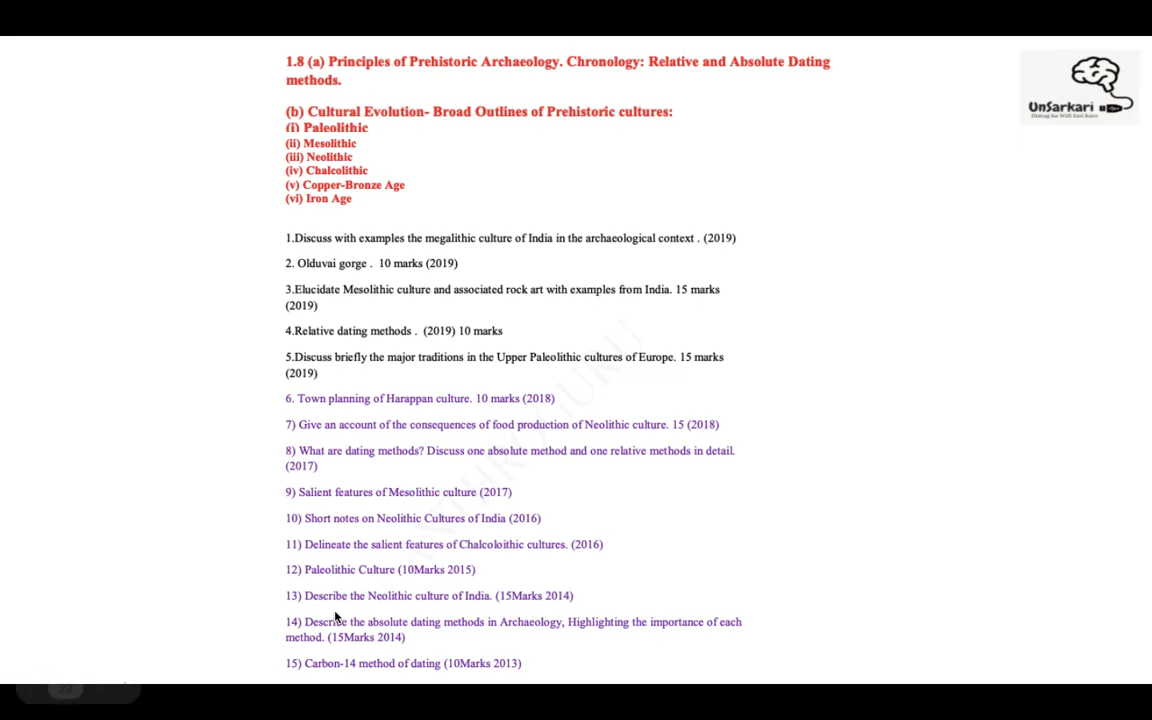 1.8 (a) Principles of Prehistoric Archaeology. Chronology: Relative and Absolute Dating
methods.
UnSarkari
Dimag ka Will fuel hare
(b) Cultural Evolution- Broad Outlines of Prehistoric cultures:
(i) Paleolithic
(ii) Mesolithic
(iii) Neolithic
(iv) Chalcolithic
(v) Copper-Bronze Age
(vi) Iron Age
1.Discuss with examples the megalithic culture of India in the archaeological context . (2019)
2. Olduvai gorge .  10 marks (2019)
3.Elucidate Mesolithic culture and associated rock art with examples from India. 15 marks
(2019)
4.Relative dating methods .  (2019) 10 marks
5.Discuss briefly the major traditions in the Upper Paleolithic cultures of Europe. 15 marks
(2019)
6. Town planning of Harappan culture. 10 marks (2018)
7) Give an account of the consequences of food production of Neolithic culture. 15 (2018)
8) What are dating methods? Discuss one absolute method and one relative methods in detail.
(2017)
9) Salient features of Mesolithic culture (2017)
10) Short notes on Neolithic Cultures of India (2016)
11) Delineate the salient features of Chalcoloithic cultures. (2016)
12) Paleolithic Culture (10Marks 2015)
13) Describe the Neolithic culture of India. (15Marks 2014)
14) Describe the absolute dating methods in Archaeology, Highlighting the importance of each
method. (15Marks 2014)
15) Carbon-14 method of dating (10Marks 2013)
22